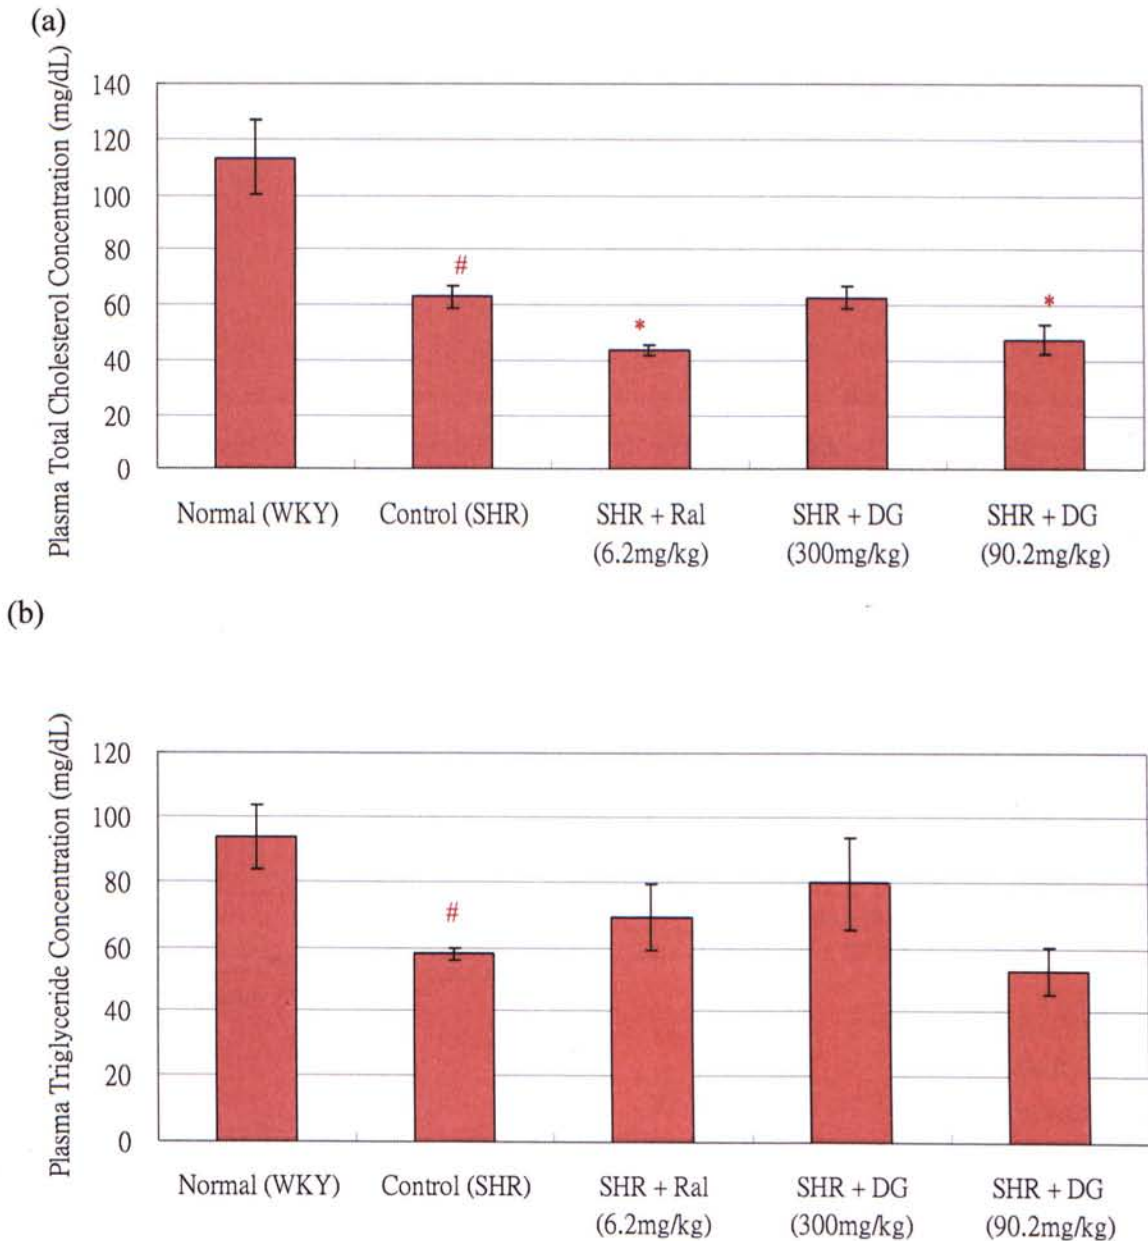 (a)
Plasma Total Cholesterol Concentration (mg/dL)
140
120
100
80
60
40
20
0
#
*
*
Normal (WKY)
Control (SHR)
SHR + Ral
(6.2mg/kg)
SHR + DG
(300mg/kg)
SHR + DG
(90.2mg/kg)
(b)
Plasma Triglyceride Concentration (mg/dL)
120
100
80
60
40
20
0
#
Normal (WKY)
Control (SHR)
SHR + Ral
(6.2mg/kg)
SHR + DG
(300mg/kg)
SHR + DG
(90.2mg/kg)